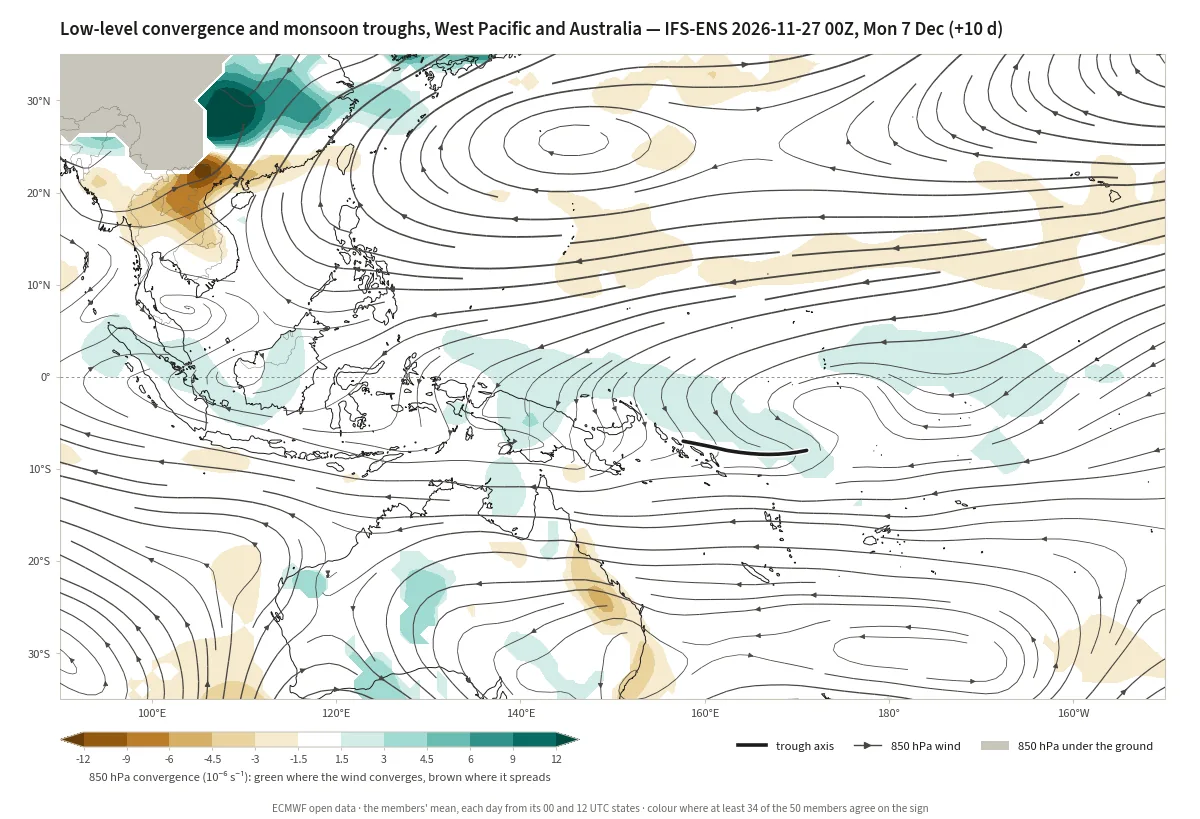 Low-level convergence and monsoon troughs, West Pacific and Australia — IFS-ENS 2026-11-27 00Z, Mon 7 Dec (+10 d)
30°N
20°N
10°N
0°
10°S
20°S
30°S
100°E 120°E 140°E 160°E 180° 160°W
-12 -9 -6 -4.5 -3 -1.5 1.5 3 4.5 6 9 12
850 hPa convergence (10⁻⁶ s⁻¹): green where the wind converges, brown where it spreads
trough axis 850 hPa wind 850 hPa under the ground
ECMWF open data · the members' mean, each day from its 00 and 12 UTC states · colour where at least 34 of the 50 members agree on the sign